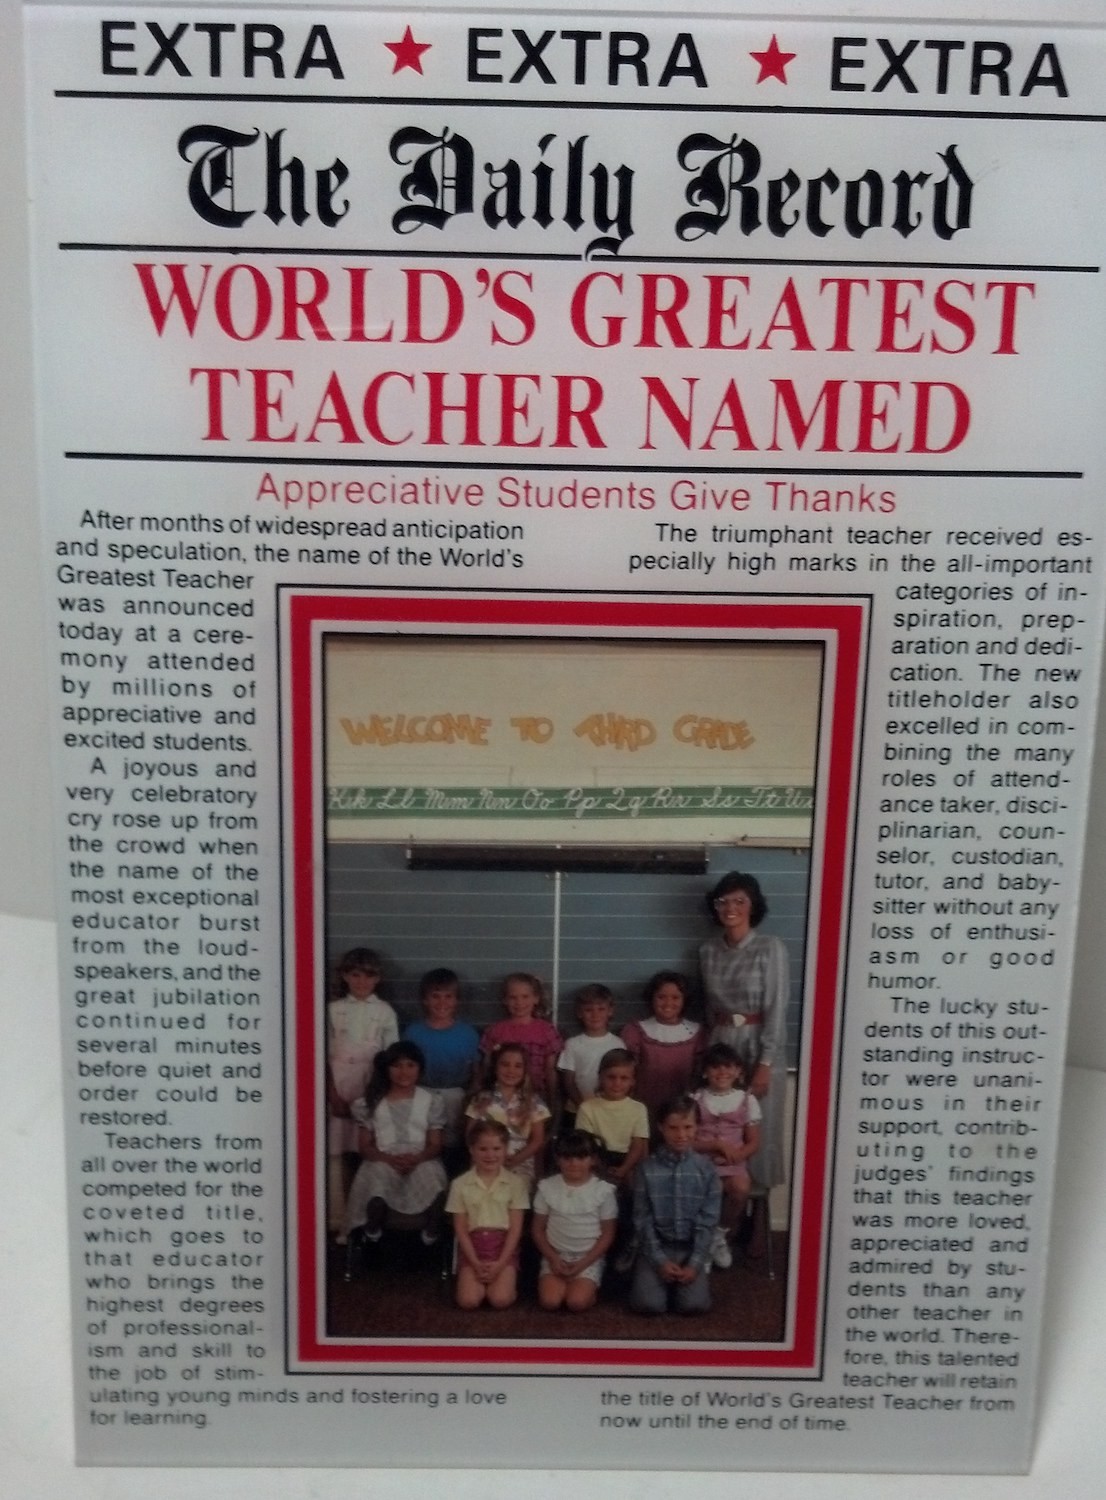 EXTRA ★ EXTRA ★ EXTRA
The Daily Record
WORLD'S GREATEST
TEACHER NAMED
Appreciative Students Give Thanks
After months of widespread anticipation
and speculation, the name of the World's
Greatest Teacher
was announced
today at a cere-
mony attended
by millions of
appreciative and
excited students.
A joyous and
very celebratory
cry rose up from
the crowd when
the name of the
most exceptional
educator burst
from the loud-
speakers, and the
great jubilation
continued for
several minutes
before quiet and
order could be
restored.
Teachers from
all over the world
competed for the
coveted title,
which goes to
that educator
who brings the
highest degrees
of professional-
ism and skill to
the job of stim-
ulating young minds and fostering a love
for learning.
WELCOME TO THIRD GRADE
Kk Ll Mm Nn Oo Pp Qq Rr Ss Tt Uu
The triumphant teacher received es-
pecially high marks in the all-important
categories of in-
spiration, prep-
aration and dedi-
cation. The new
titleholder also
excelled in com-
bining the many
roles of attend-
ance taker, disci-
plinarian, coun-
selor, custodian,
tutor, and baby-
sitter without any
loss of enthusi-
asm or good
humor.
The lucky stu-
dents of this out-
standing instruc-
tor were unani-
mous in their
support, contrib-
uting to the
judges' findings
that this teacher
was more loved,
appreciated and
admired by stu-
dents than any
other teacher in
the world. There-
fore, this talented
teacher will retain
the title of World's Greatest Teacher from
now until the end of time.